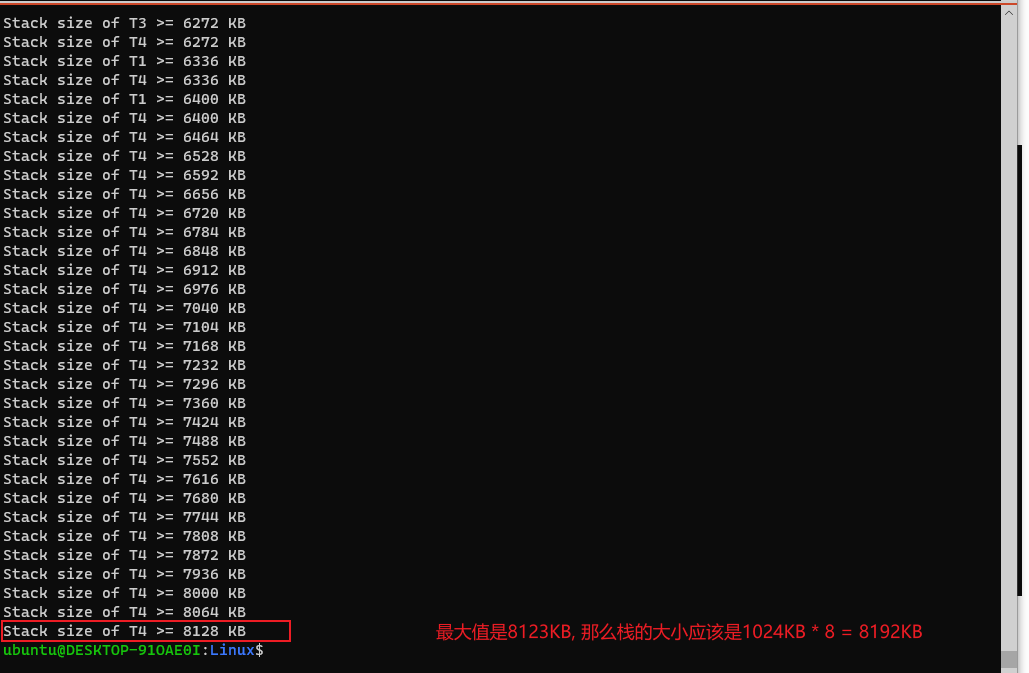 Stack size of T3 >= 6272 KB
Stack size of T4 >= 6272 KB
Stack size of T1 >= 6336 KB
Stack size of T4 >= 6336 KB
Stack size of T1 >= 6400 KB
Stack size of T4 >= 6400 KB
Stack size of T4 >= 6464 KB
Stack size of T4 >= 6528 KB
Stack size of T4 >= 6592 KB
Stack size of T4 >= 6656 KB
Stack size of T4 >= 6720 KB
Stack size of T4 >= 6784 KB
Stack size of T4 >= 6848 KB
Stack size of T4 >= 6912 KB
Stack size of T4 >= 6976 KB
Stack size of T4 >= 7040 KB
Stack size of T4 >= 7104 KB
Stack size of T4 >= 7168 KB
Stack size of T4 >= 7232 KB
Stack size of T4 >= 7296 KB
Stack size of T4 >= 7360 KB
Stack size of T4 >= 7424 KB
Stack size of T4 >= 7488 KB
Stack size of T4 >= 7552 KB
Stack size of T4 >= 7616 KB
Stack size of T4 >= 7680 KB
Stack size of T4 >= 7744 KB
Stack size of T4 >= 7808 KB
Stack size of T4 >= 7872 KB
Stack size of T4 >= 7936 KB
Stack size of T4 >= 8000 KB
Stack size of T4 >= 8064 KB
Stack size of T4 >= 8128 KB
最大值是8123KB, 那么栈的大小应该是1024KB * 8 = 8192KB
ubuntu@DESKTOP-91OAE0I:Linux$